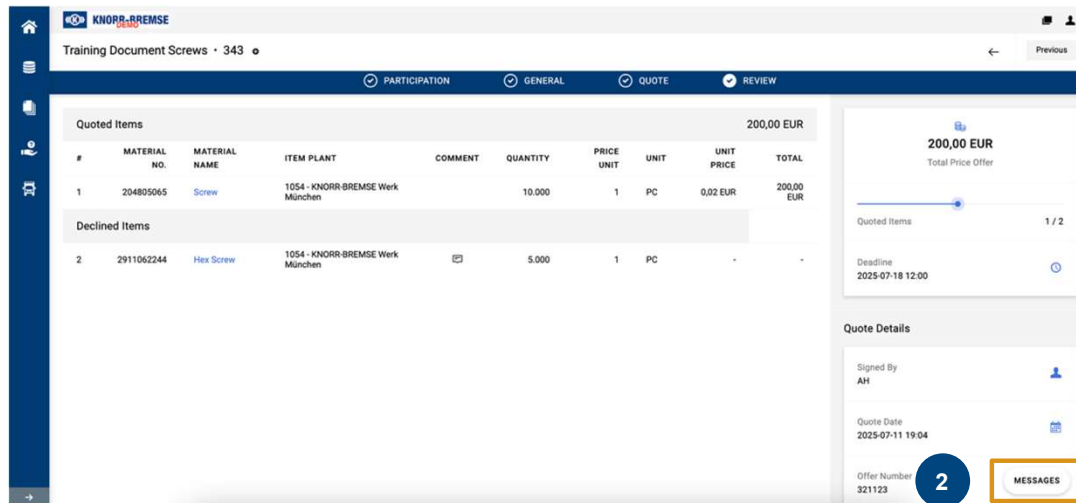 KNORR-BREMSE
DEMO
Training Document Screws · 343
Previous
PARTICIPATION GENERAL QUOTE REVIEW
Quoted Items 200,00 EUR
# MATERIAL NO. MATERIAL NAME ITEM PLANT COMMENT QUANTITY PRICE UNIT UNIT UNIT PRICE TOTAL
1 204805065 Screw 1054 - KNORR-BREMSE Werk München 10.000 1 PC 0,02 EUR 200,00 EUR
Declined Items
2 2911062244 Hex Screw 1054 - KNORR-BREMSE Werk München 5.000 1 PC - -
200,00 EUR
Total Price Offer
Quoted Items 1 / 2
Deadline
2025-07-18 12:00
Quote Details
Signed By
AH
Quote Date
2025-07-11 19:04
Offer Number
321123
2
MESSAGES